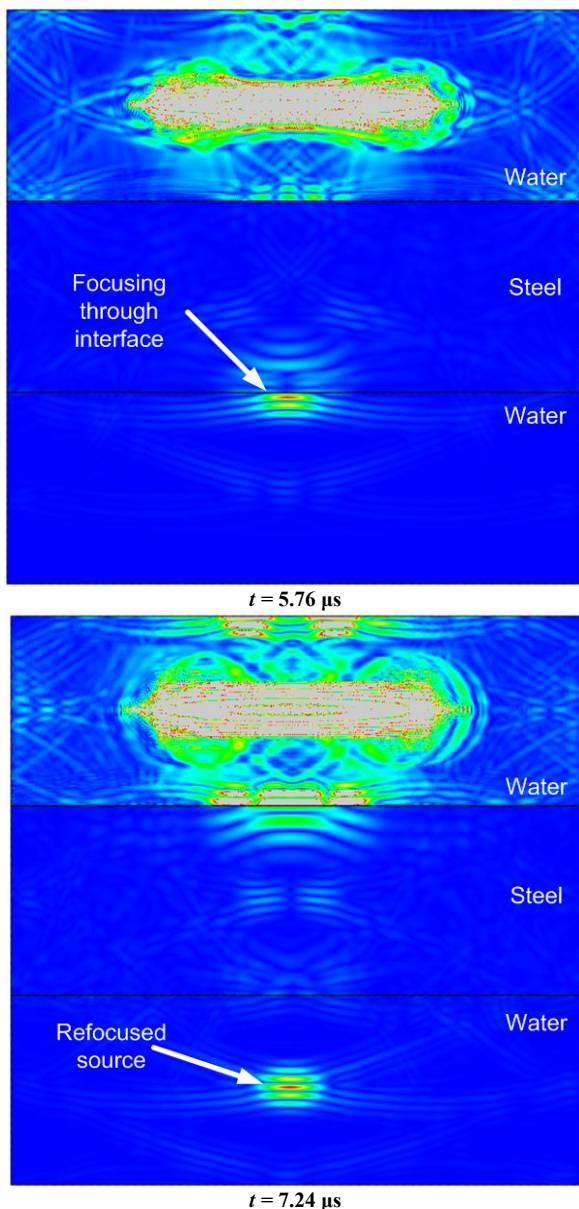 Water
Steel
Focusing
through
interface
Water
t = 5.76 μs
Water
Steel
Water
Refocused
source
t = 7.24 μs